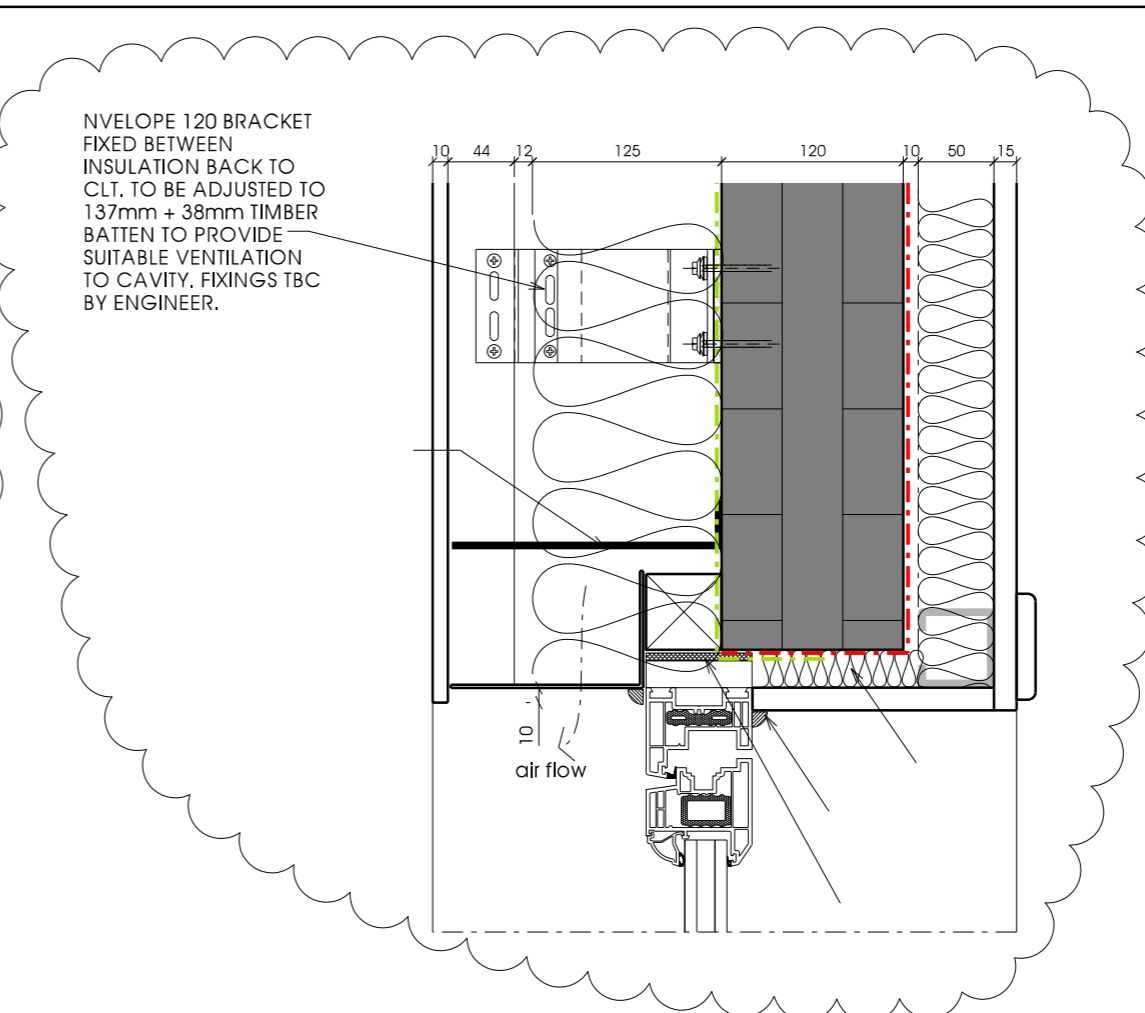 NVELOPE 120 BRACKET
FIXED BETWEEN
INSULATION BACK TO
CLT. TO BE ADJUSTED TO
137mm + 38mm TIMBER
BATTEN TO PROVIDE
SUITABLE VENTILATION
TO CAVITY. FIXINGS TBC
BY ENGINEER.
10 44 12 125 120 10 50 15
10
air flow